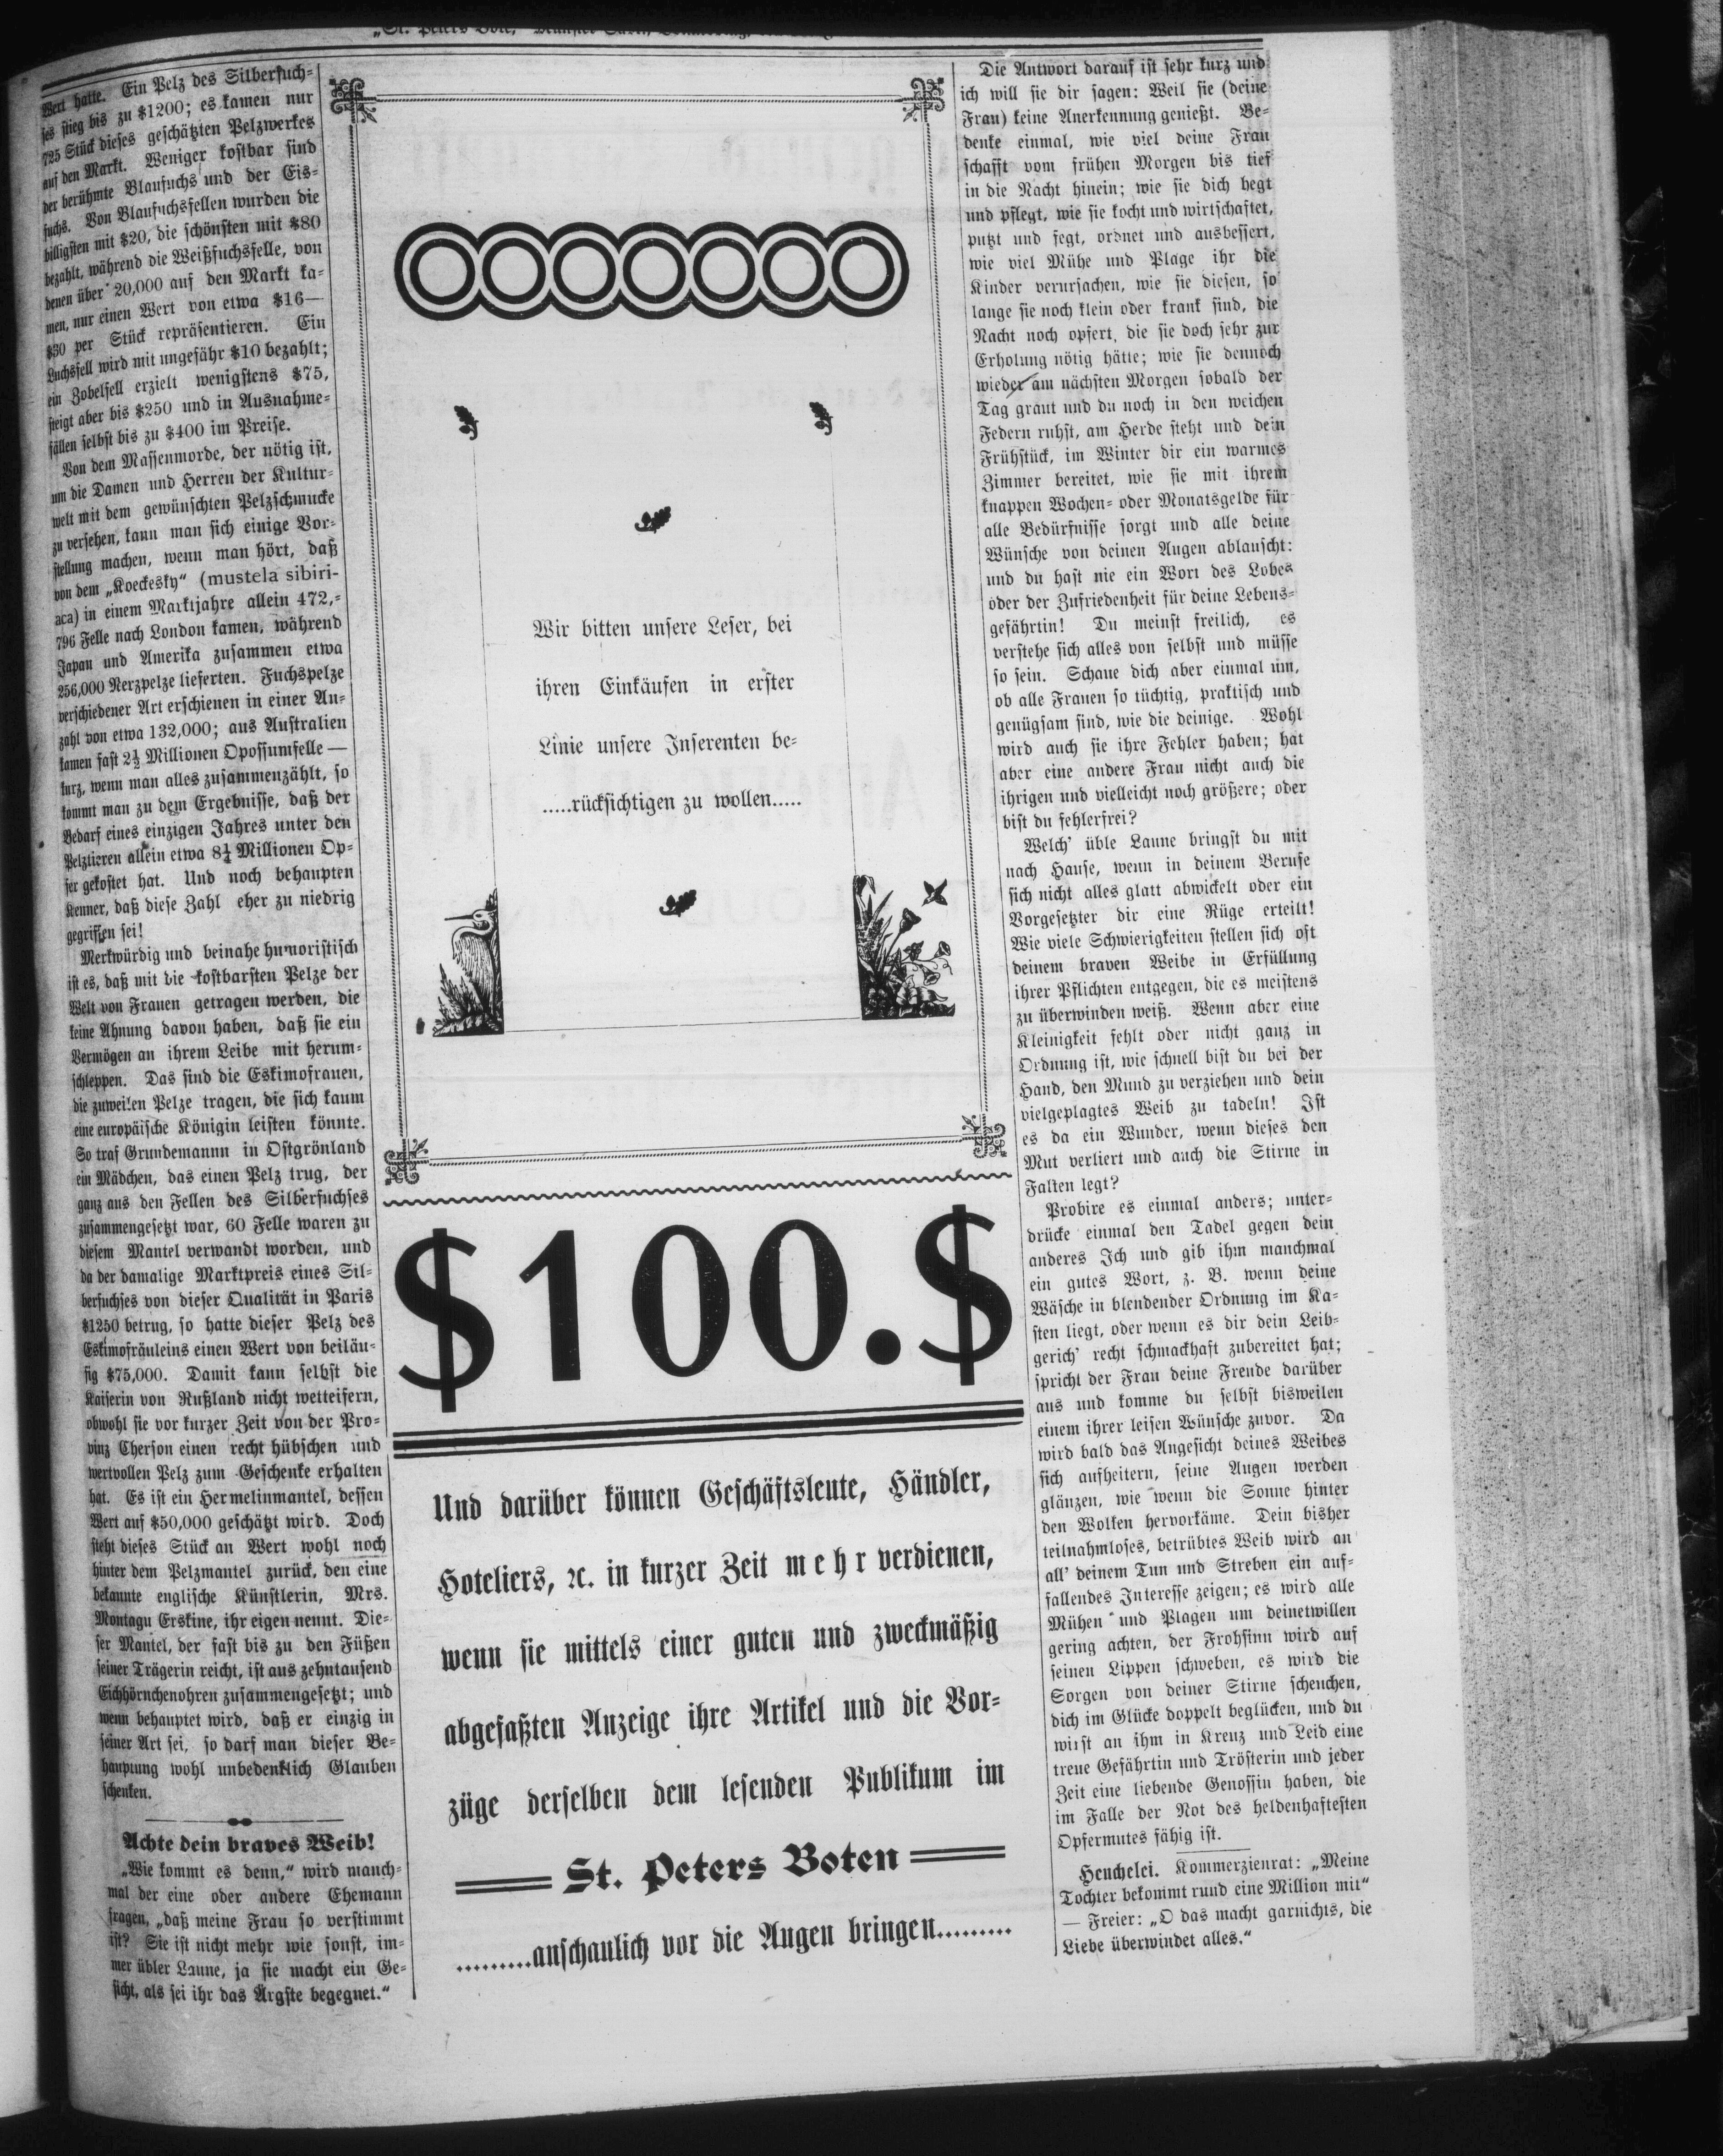 Wert hatte. Ein Pelz des Silberfuch-
ses stieg bis zu $1200; es kamen nur
725 Stück dieses geschätzten Pelzwerkes
auf den Markt. Weniger kostbar sind
der berühmte Blaufuchs und der Eis-
fuchs. Von Blaufuchsfellen wurden die
billigsten mit $20, die schönsten mit $80
bezahlt, während die Weißfuchsfelle, von
denen über 20,000 auf den Markt ka-
men, nur einen Wert von etwa $16—
$30 per Stück repräsentieren. Ein
Luchsfell wird mit ungefähr $10 bezahlt;
ein Zobelfell erzielt wenigstens $75,
steigt aber bis $250 und in Ausnahme-
fällen selbst bis zu $400 im Preise.
Von dem Massenmorde, der nötig ist,
um die Damen und Herren der Kultur-
welt mit dem gewünschten Pelzschmucke
zu versehen, kann man sich einige Vor-
stellung machen, wenn man hört, daß
von dem „Koeckesky“ (mustela sibiri-
aca) in einem Marktjahre allein 472,-
796 Felle nach London kamen, während
Japan und Amerika zusammen etwa
256,000 Nerzpelze lieferten. Fuchspelze
verschiedener Art erschienen in einer An-
zahl von etwa 132,000; aus Australien
kamen fast 2½ Millionen Opossumfelle —
kurz, wenn man alles zusammenzählt, so
kommt man zu dem Ergebnisse, daß der
Bedarf eines einzigen Jahres unter den
Pelztieren allein etwa 8½ Millionen Op-
fer gekostet hat. Und noch behaupten
Kenner, daß diese Zahl eher zu niedrig
gegriffen sei!
Merkwürdig und beinahe humoristisch
ist es, daß mit die kostbarsten Pelze der
Welt von Frauen getragen werden, die
keine Ahnung davon haben, daß sie ein
Vermögen an ihrem Leibe mit herum-
schleppen. Das sind die Eskimofrauen,
die zuweilen Pelze tragen, die sich kaum
eine europäische Königin leisten könnte.
So traf Grundemann in Ostgrönland
ein Mädchen, das einen Pelz trug, der
ganz aus den Fellen des Silberfuchses
zusammengesetzt war, 60 Felle waren zu
diesem Mantel verwandt worden, und
da der damalige Marktpreis eines Sil-
berfuchses von dieser Qualität in Paris
$1250 betrug, so hatte dieser Pelz des
Eskimofräuleins einen Wert von beiläu-
fig $75,000. Damit kann selbst die
Kaiserin von Rußland nicht wetteifern,
obwohl sie vor kurzer Zeit von der Pro-
vinz Cherson einen recht hübschen und
wertvollen Pelz zum Geschenke erhalten
hat. Es ist ein Hermelinmantel, dessen
Wert auf $50,000 geschätzt wird. Doch
steht dieses Stück an Wert wohl noch
hinter dem Pelzmantel zurück, den eine
bekannte englische Künstlerin, Mrs.
Montagu Erskine, ihr eigen nennt. Die-
ser Mantel, der fast bis zu den Füßen
seiner Trägerin reicht, ist aus zehntausend
Eichhörnchenohren zusammengesetzt; und
wenn behauptet wird, daß er einzig in
seiner Art sei, so darf man dieser Be-
hauptung wohl unbedenklich Glauben
schenken.
Achte dein braves Weib!
„Wie kommt es denn,“ wird manch-
mal der eine oder andere Ehemann
fragen, „daß meine Frau so verstimmt
ist? Sie ist nicht mehr wie sonst, im-
mer übler Laune, ja sie macht ein Ge-
sicht, als sei ihr das Ärgste begegnet.“
Wir bitten unsere Leser, bei
ihren Einkäufen in erster
Linie unsere Inserenten be-
.....rücksichtigen zu wollen.....
$100.$
Und darüber können Geschäftsleute, Händler,
Hoteliers, ꝛc. in kurzer Zeit mehr verdienen,
wenn sie mittels einer guten und zweckmäßig
abgefaßten Anzeige ihre Artikel und die Vor-
züge derselben dem lesenden Publikum im
St. Peters Boten
.........anschaulich vor die Augen bringen.........
Die Antwort darauf ist sehr kurz und
ich will sie dir sagen: Weil sie (deine
Frau) keine Anerkennung genießt. Be-
denke einmal, wie viel deine Frau
schafft vom frühen Morgen bis tief
in die Nacht hinein; wie sie dich hegt
und pflegt, wie sie kocht und wirtschaftet,
putzt und fegt, ordnet und ausbessert,
wie viel Mühe und Plage ihr die
Kinder verursachen, wie sie diesen, so
lange sie noch klein oder krank sind, die
Nacht noch opfert, die sie doch sehr zur
Erholung nötig hätte; wie sie dennoch
wieder am nächsten Morgen sobald der
Tag graut und du noch in den weichen
Federn ruhst, am Herde steht und dein
Frühstück, im Winter dir ein warmes
Zimmer bereitet, wie sie mit ihrem
knappen Wochen- oder Monatsgelde für
alle Bedürfnisse sorgt und alle deine
Wünsche von deinen Augen ablauscht:
und du hast nie ein Wort des Lobes
oder der Zufriedenheit für deine Lebens-
gefährtin! Du meinst freilich, es
verstehe sich alles von selbst und müsse
so sein. Schaue dich aber einmal um,
ob alle Frauen so tüchtig, praktisch und
genügsam sind, wie die deinige. Wohl
wird auch sie ihre Fehler haben; hat
aber eine andere Frau nicht auch die
ihrigen und vielleicht noch größere; oder
bist du fehlerfrei?
Welch' üble Laune bringst du mit
nach Hause, wenn in deinem Berufe
sich nicht alles glatt abwickelt oder ein
Vorgesetzter dir eine Rüge erteilt!
Wie viele Schwierigkeiten stellen sich oft
deinem braven Weibe in Erfüllung
ihrer Pflichten entgegen, die es meistens
zu überwinden weiß. Wenn aber eine
Kleinigkeit fehlt oder nicht ganz in
Ordnung ist, wie schnell bist du bei der
Hand, den Mund zu verziehen und dein
vielgeplagtes Weib zu tadeln! Ist
es da ein Wunder, wenn dieses den
Mut verliert und auch die Stirne in
Falten legt?
Probire es einmal anders; unter-
drücke einmal den Tadel gegen dein
anderes Ich und gib ihm manchmal
ein gutes Wort, z. B. wenn deine
Wäsche in blendender Ordnung im Ka-
sten liegt, oder wenn es dir dein Leib-
gerich' recht schmackhaft zubereitet hat;
spricht der Frau deine Freude darüber
aus und komme du selbst bisweilen
einem ihrer leisen Wünsche zuvor. Da
wird bald das Angesicht deines Weibes
sich aufheitern, seine Augen werden
glänzen, wie wenn die Sonne hinter
den Wolken hervorkäme. Dein bisher
teilnahmloses, betrübtes Weib wird an
all' deinem Tun und Streben ein auf-
fallendes Interesse zeigen; es wird alle
Mühen und Plagen um deinetwillen
gering achten, der Frohsinn wird auf
seinen Lippen schweben, es wird die
Sorgen von deiner Stirne scheuchen,
dich im Glücke doppelt beglücken, und du
wirst an ihm in Kreuz und Leid eine
treue Gefährtin und Trösterin und jeder
Zeit eine liebende Genossin haben, die
im Falle der Not des heldenhaftesten
Opfermutes fähig ist.
Heuchelei. Kommerzienrat: „Meine
Tochter bekommt rund eine Million mit“
— Freier: „O das macht garnichts, die
Liebe überwindet alles.“